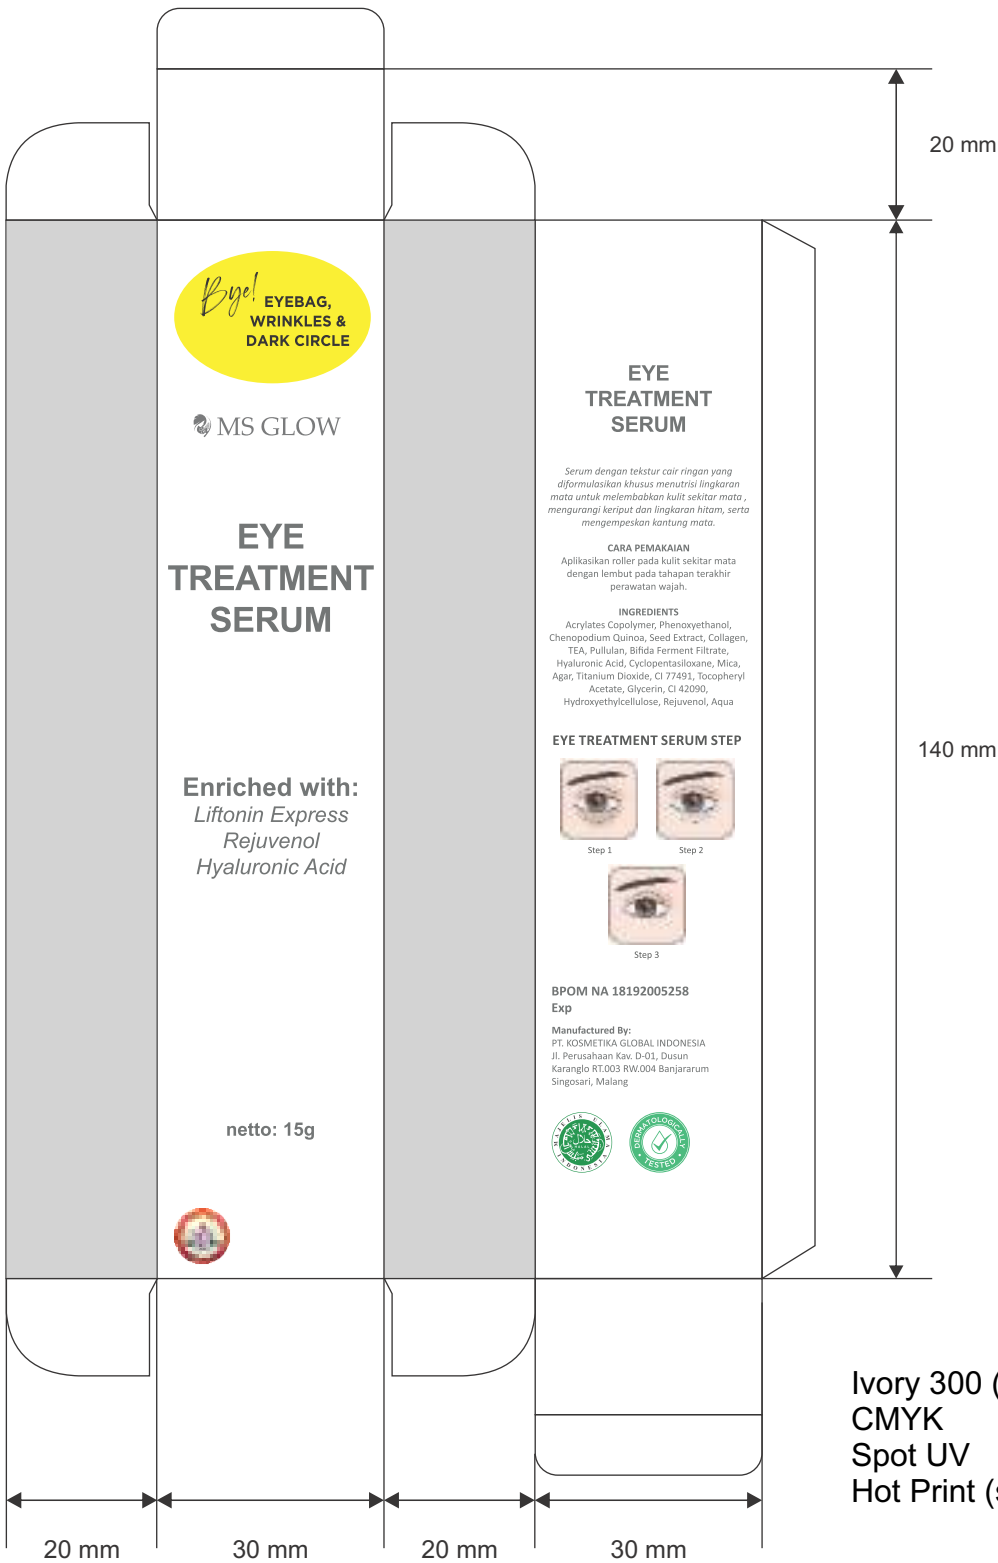 Bye!
EYEBAG,
WRINKLES &
DARK CIRCLE
MS GLOW
EYE
TREATMENT
SERUM
Enriched with:
Liftonin Express
Rejuvenol
Hyaluronic Acid
netto: 15g
EYE
TREATMENT
SERUM
Serum dengan tekstur cair ringan yang
diformulasikan khusus menutrisi lingkaran
mata untuk melembabkan kulit sekitar mata ,
mengurangi keriput dan lingkaran hitam, serta
mengempeskan kantung mata.
CARA PEMAKAIAN
Aplikasikan roller pada kulit sekitar mata
dengan lembut pada tahapan terakhir
perawatan wajah.
INGREDIENTS
Acrylates Copolymer, Phenoxyethanol,
Chenopodium Quinoa, Seed Extract, Collagen,
TEA, Pullulan, Bifida Ferment Filtrate,
Hyaluronic Acid, Cyclopentasiloxane, Mica,
Agar, Titanium Dioxide, CI 77491, Tocopheryl
Acetate, Glycerin, CI 42090,
Hydroxyethylcellulose, Rejuvenol, Aqua
EYE TREATMENT SERUM STEP
Step 1
Step 2
Step 3
BPOM NA 18192005258
Exp
Manufactured By:
PT. KOSMETIKA GLOBAL INDONESIA
Jl. Perusahaan Kav. D-01, Dusun
Karanglo RT.003 RW.004 Banjararum
Singosari, Malang
MAJELIS ULAMA INDONESIA
حلال
DERMATOLOGICALLY
TESTED
20 mm
140 mm
Ivory 300 (
CMYK
Spot UV
Hot Print (
20 mm
30 mm
20 mm
30 mm